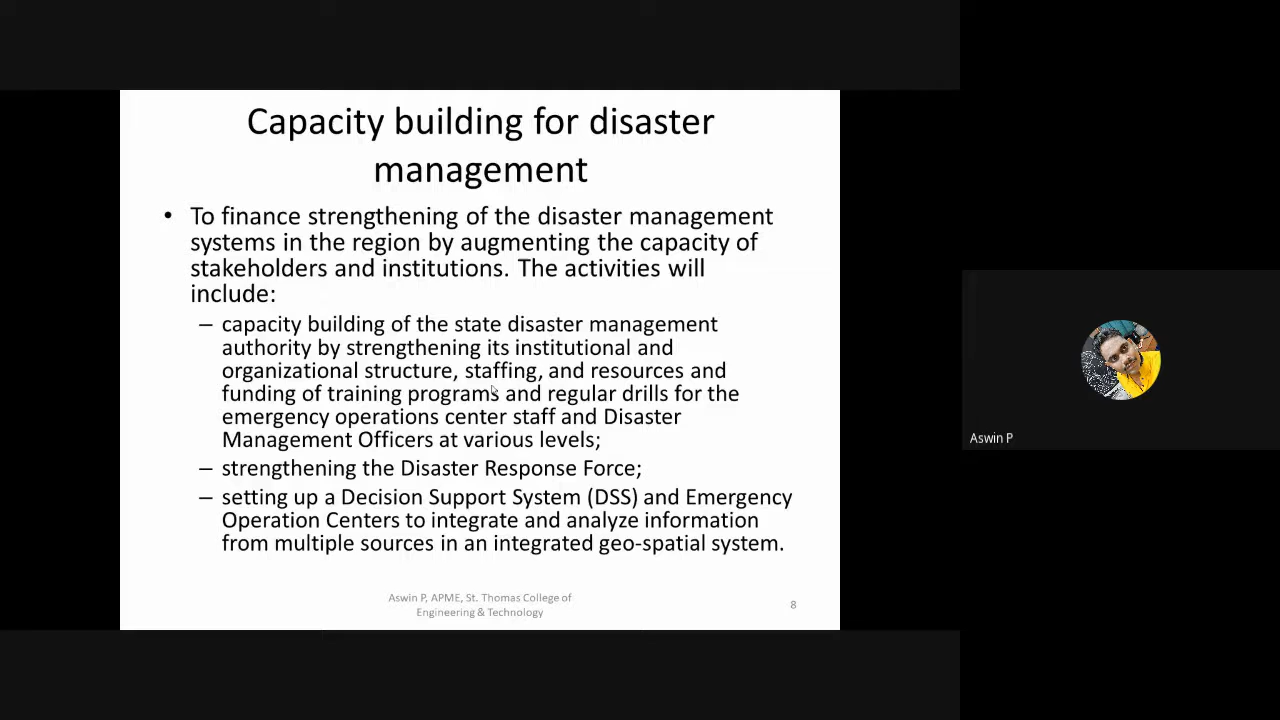 Capacity building for disaster
management
• To finance strengthening of the disaster management
systems in the region by augmenting the capacity of
stakeholders and institutions. The activities will
include:
– capacity building of the state disaster management
authority by strengthening its institutional and
organizational structure, staffing, and resources and
funding of training programs and regular drills for the
emergency operations center staff and Disaster
Management Officers at various levels;
– strengthening the Disaster Response Force;
– setting up a Decision Support System (DSS) and Emergency
Operation Centers to integrate and analyze information
from multiple sources in an integrated geo-spatial system.
Aswin P, APME, St. Thomas College of
Engineering & Technology
8
Aswin P